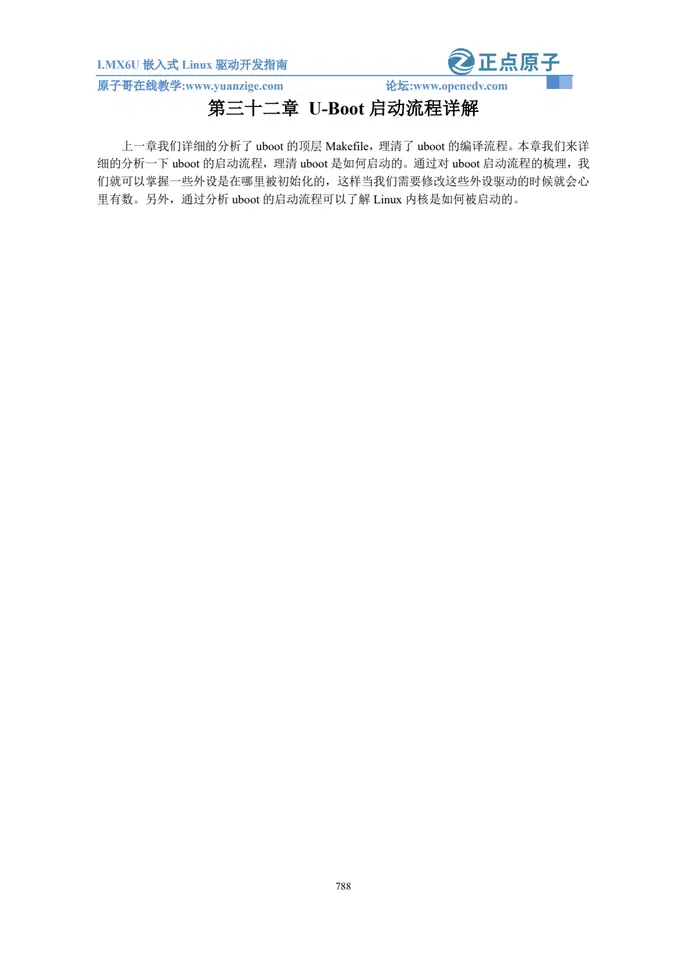 I.MX6U 嵌入式 Linux 驱动开发指南
正点原子
原子哥在线教学:www.yuanzige.com 论坛:www.openedv.com
第三十二章 U-Boot 启动流程详解
上一章我们详细的分析了 uboot 的顶层 Makefile，理清了 uboot 的编译流程。本章我们来详
细的分析一下 uboot 的启动流程，理清 uboot 是如何启动的。通过对 uboot 启动流程的梳理，我
们就可以掌握一些外设是在哪里被初始化的，这样当我们需要修改这些外设驱动的时候就会心
里有数。另外，通过分析 uboot 的启动流程可以了解 Linux 内核是如何被启动的。
788